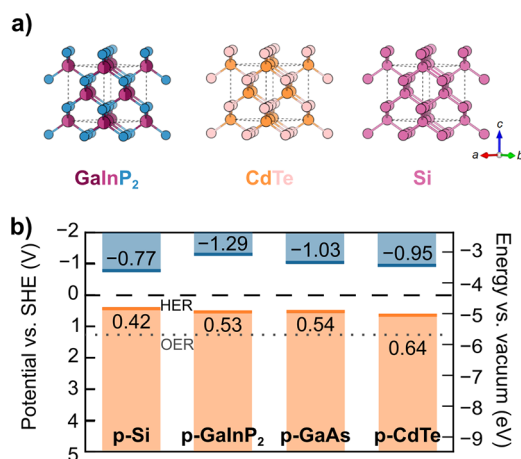 a)
GaInP₂
CdTe
Si
c
a
b
b)
Potential vs. SHE (V)
−2
−1
0
1
2
3
4
5
−0.77
−1.29
−1.03
−0.95
HER
0.42
0.53
0.54
0.64
OER
p-Si
p-GaInP₂
p-GaAs
p-CdTe
−3
−4
−5
−6
−7
−8
−9
Energy vs. vacuum (eV)